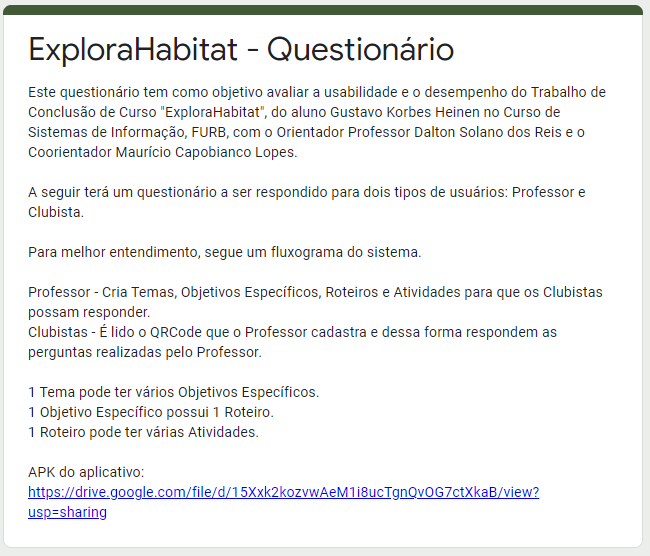 ExploraHabitat - Questionário
Este questionário tem como objetivo avaliar a usabilidade e o desempenho do Trabalho de
Conclusão de Curso "ExploraHabitat", do aluno Gustavo Korbes Heinen no Curso de
Sistemas de Informação, FURB, com o Orientador Professor Dalton Solano dos Reis e o
Coorientador Maurício Capobianco Lopes.
A seguir terá um questionário a ser respondido para dois tipos de usuários: Professor e
Clubista.
Para melhor entendimento, segue um fluxograma do sistema.
Professor - Cria Temas, Objetivos Específicos, Roteiros e Atividades para que os Clubistas
possam responder.
Clubistas - É lido o QRCode que o Professor cadastra e dessa forma respondem as
perguntas realizadas pelo Professor.
1 Tema pode ter vários Objetivos Específicos.
1 Objetivo Específico possui 1 Roteiro.
1 Roteiro pode ter várias Atividades.
APK do aplicativo:
https://drive.google.com/file/d/15Xxk2kozvwAeM1i8ucTgnQvOG7ctXkaB/view?
usp=sharing